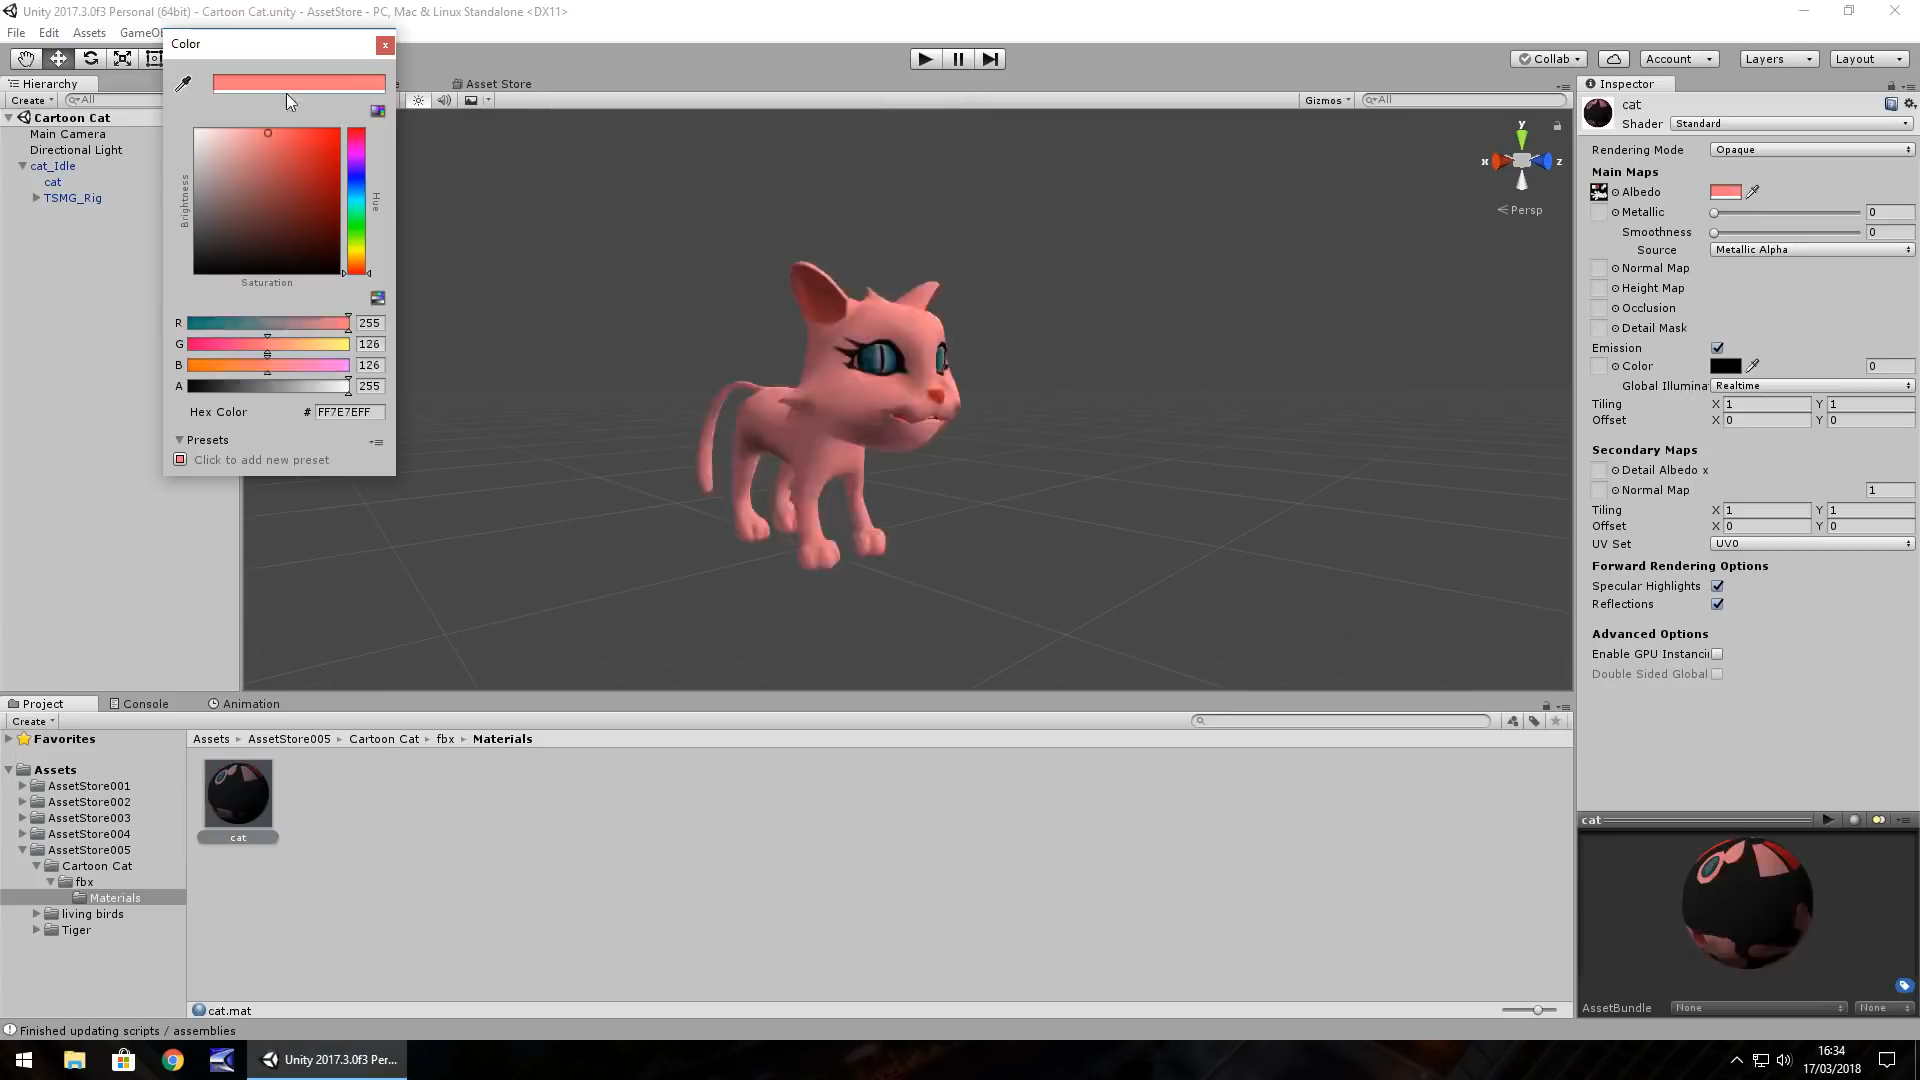 Unity 2017.3.0f3 Personal (64bit) - Cartoon Cat.unity - AssetStore - PC, Mac & Linux Standalone <DX11>
File Edit Assets GameOb
Collab Account Layers Layout
Color
Hierarchy
Asset Store
Inspector
Create All
Gizmos All
Cartoon Cat
Main Camera
Directional Light
cat_Idle
cat
TSMG_Rig
Brightness
Hue
Saturation
R 255
G 126
B 126
A 255
Hex Color # FF7E7EFF
Presets
Click to add new preset
y
x z
Persp
cat
Shader Standard
Rendering Mode Opaque
Main Maps
Albedo
Metallic 0
Smoothness 0
Source Metallic Alpha
Normal Map
Height Map
Occlusion
Detail Mask
Emission
Color 0
Global Illumina Realtime
Tiling X 1 Y 1
Offset X 0 Y 0
Secondary Maps
Detail Albedo x
Normal Map 1
Tiling X 1 Y 1
Offset X 0 Y 0
UV Set UV0
Forward Rendering Options
Specular Highlights
Reflections
Advanced Options
Enable GPU Instancii
Double Sided Global
Project Console Animation
Create
Favorites
Assets
AssetStore001
AssetStore002
AssetStore003
AssetStore004
AssetStore005
Cartoon Cat
fbx
Materials
living birds
Tiger
Assets AssetStore005 Cartoon Cat fbx Materials
cat
cat.mat
cat
AssetBundle None None
Finished updating scripts / assemblies
Unity 2017.3.0f3 Per...
16:34
17/03/2018